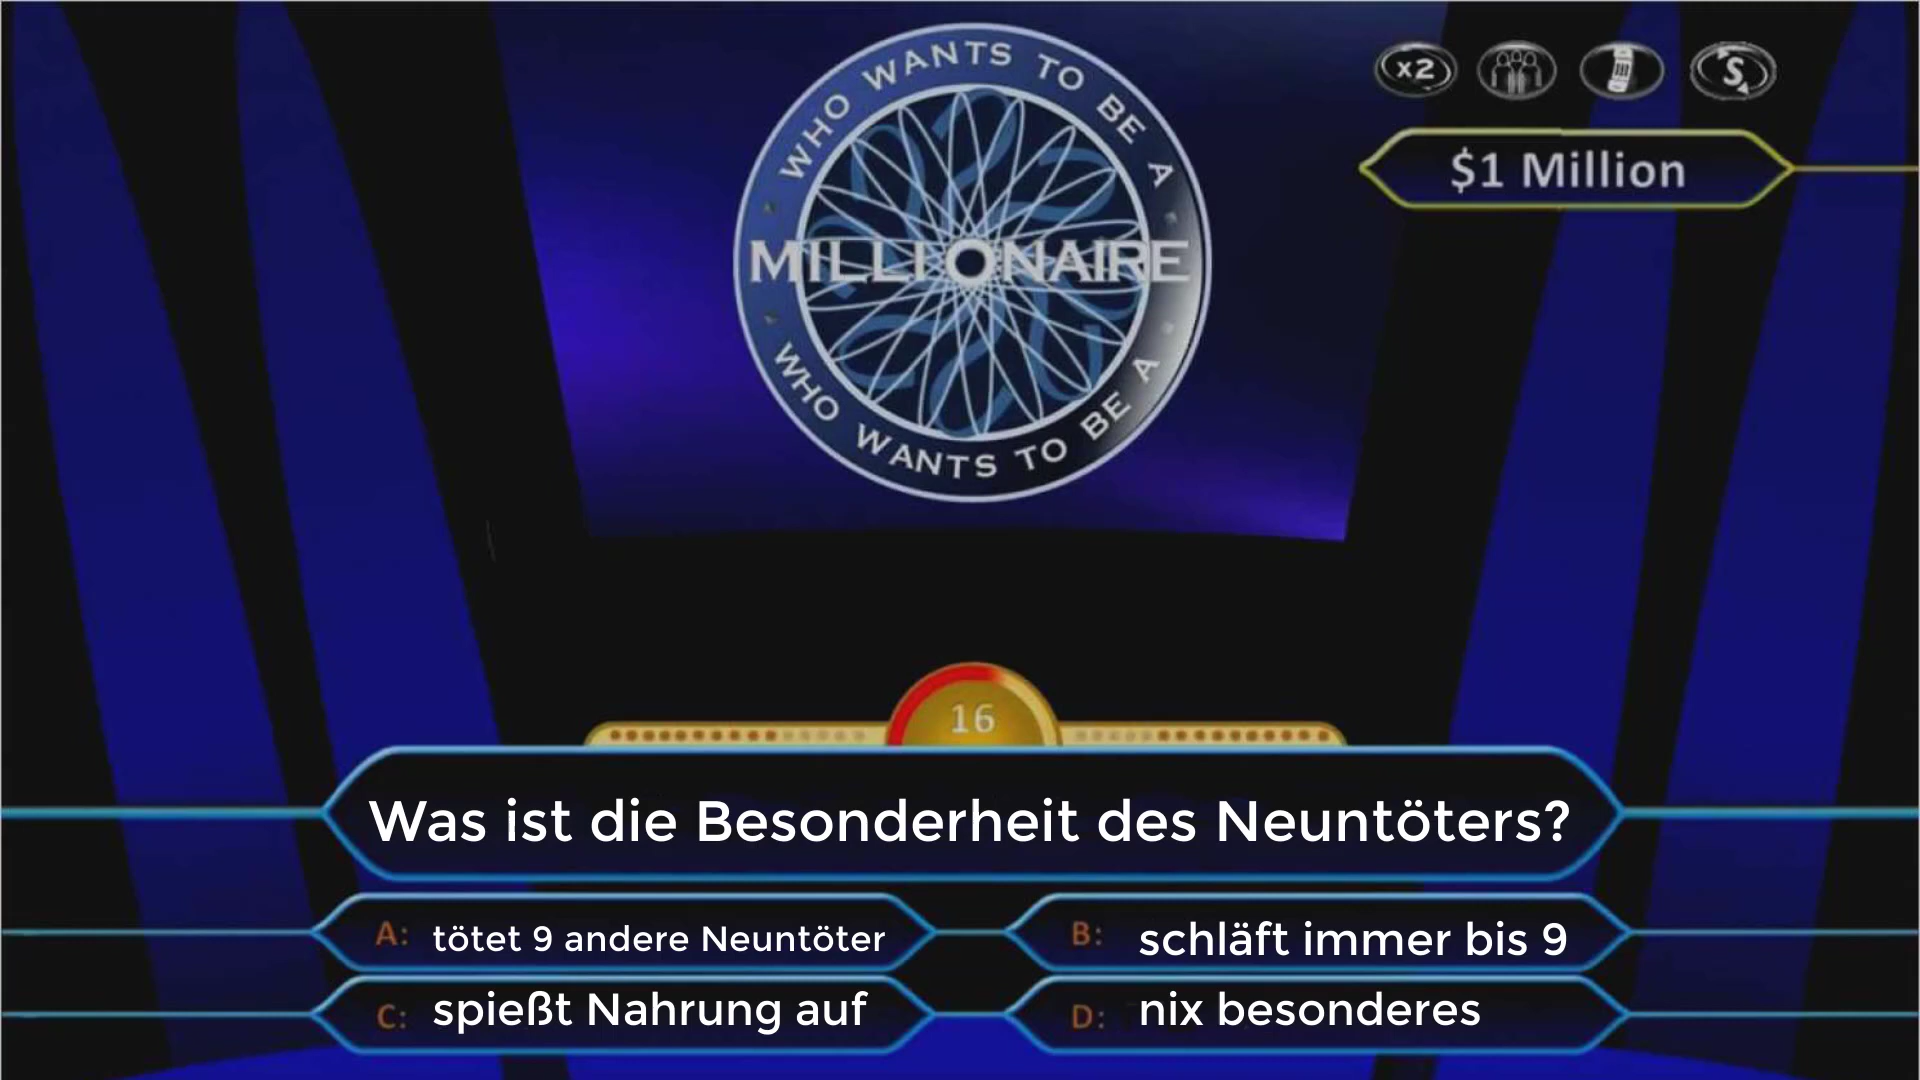 WHO WANTS TO BE A
MILLIONAIRE
WHO WANTS TO BE A
x2
S
$1 Million
16
Was ist die Besonderheit des Neuntöters?
A: tötet 9 andere Neuntöter
B: schläft immer bis 9
C: spießt Nahrung auf
D: nix besonderes